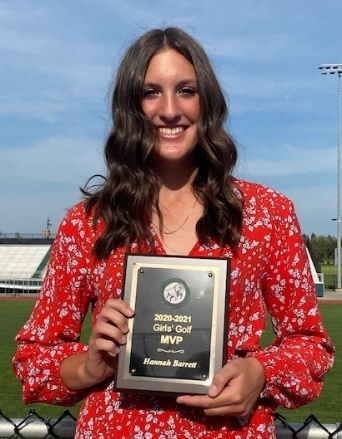 2020-2021
Girls' Golf
MVP
Hannah Barrett